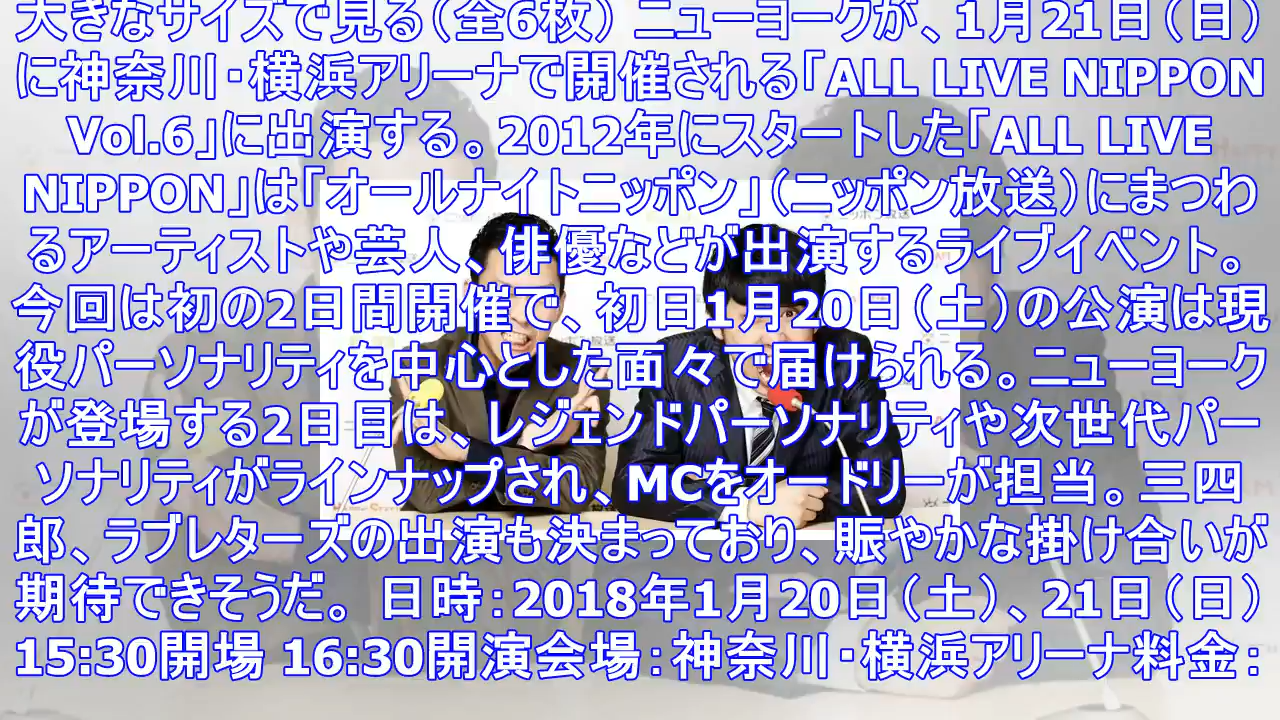 大きなサイズで見る（全6枚） ニューヨークが、1月21日（日）
に神奈川・横浜アリーナで開催される「ALL LIVE NIPPON
Vol.6」に出演する。2012年にスタートした「ALL LIVE
NIPPON」は「オールナイトニッポン」（ニッポン放送）にまつわ
るアーティストや芸人、俳優などが出演するライブイベント。
今回は初の2日間開催で、初日1月20日（土）の公演は現
役パーソナリティを中心とした面々で届けられる。ニューヨーク
が登場する2日目は、レジェンドパーソナリティや次世代パー
ソナリティがラインナップされ、MCをオードリーが担当。三四
郎、ラブレターズの出演も決まっており、賑やかな掛け合いが
期待できそうだ。 日時：2018年1月20日（土）、21日（日）
15:30開場 16:30開演会場：神奈川・横浜アリーナ料金：